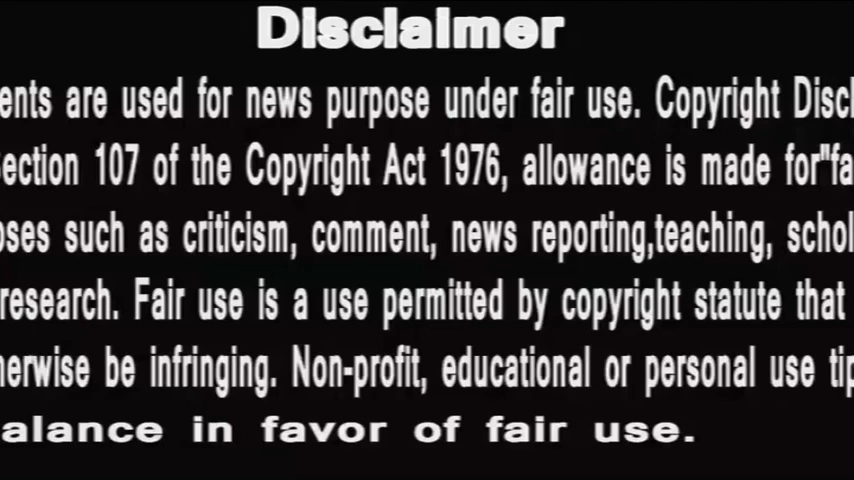 Disclaimer
ents are used for news purpose under fair use. Copyright Discl
ection 107 of the Copyright Act 1976, allowance is made for"fa
oses such as criticism, comment, news reporting,teaching, schol
research. Fair use is a use permitted by copyright statute that
herwise be infringing. Non-profit, educational or personal use tip
alance in favor of fair use.